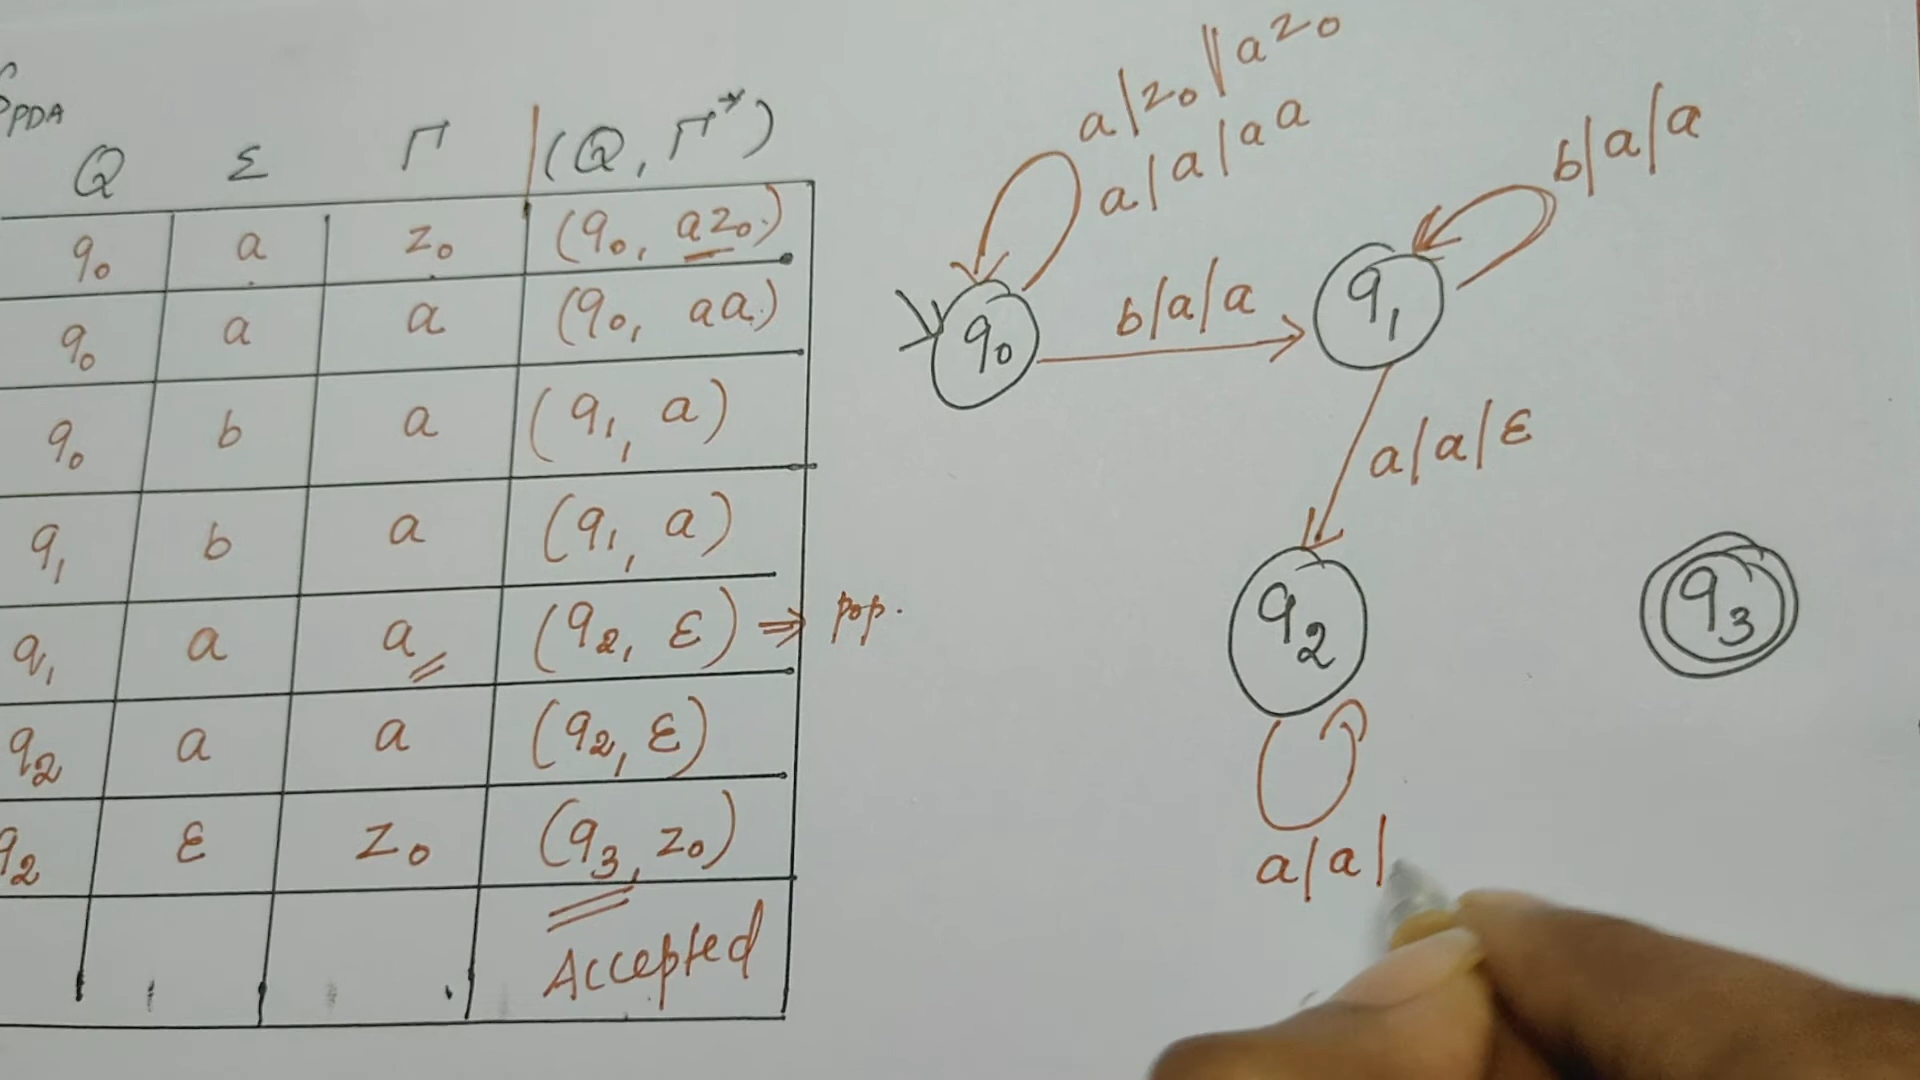 δPDA
Q Σ Γ (Q, Γ*)
q0 a z0 (q0, az0)
q0 a a (q0, aa)
q0 b a (q1, a)
q1 b a (q1, a)
q1 a a (q2, ε) ⇒ pop.
q2 a a (q2, ε)
q2 ε z0 (q3, z0)
Accepted
a|z0||az0
a|a|aa
b|a|a
q0
b|a|a
q1
a|a|ε
q2
q3
a|a|